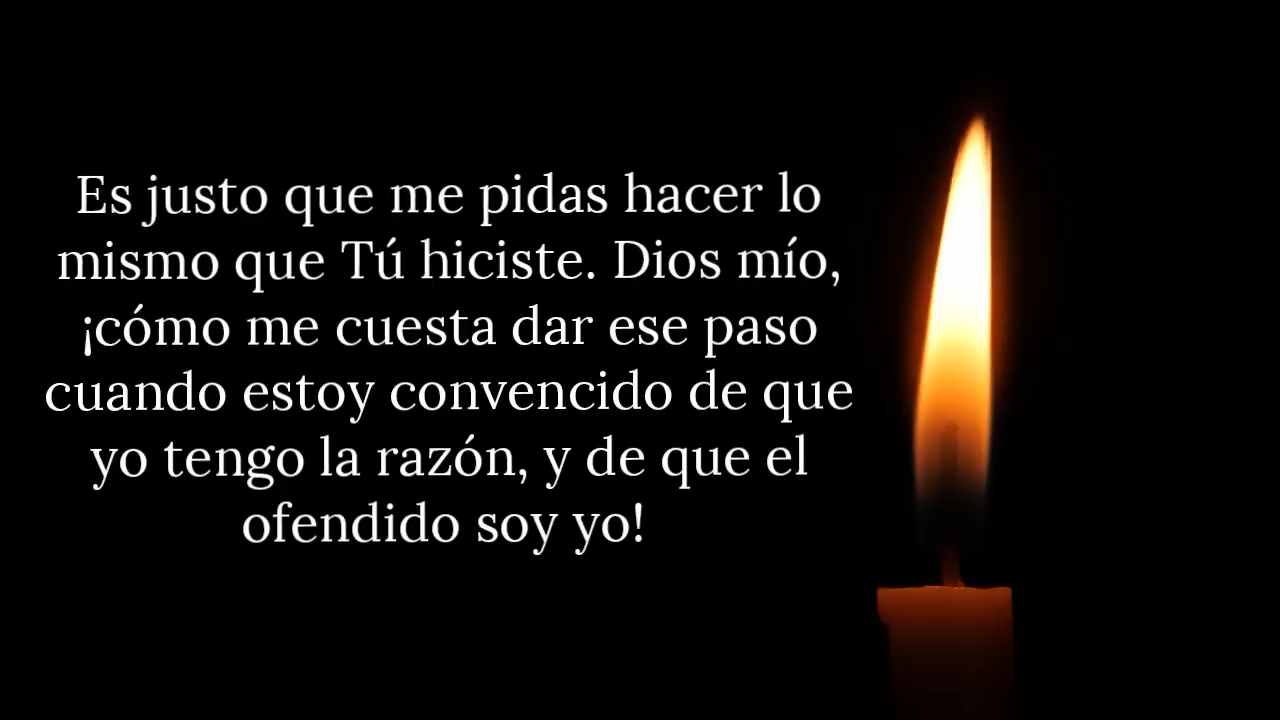 Es justo que me pidas hacer lo
mismo que Tú hiciste. Dios mío,
¡cómo me cuesta dar ese paso
cuando estoy convencido de que
yo tengo la razón, y de que el
ofendido soy yo!